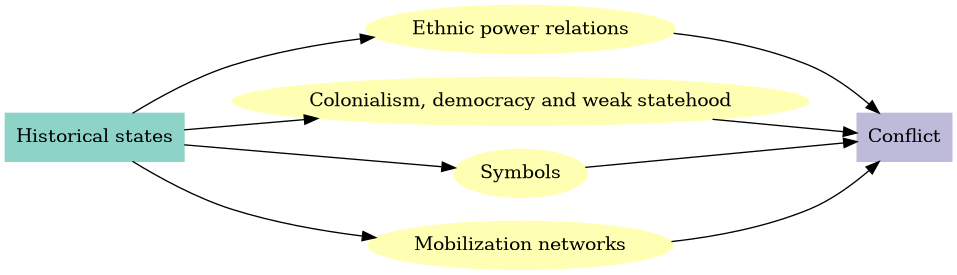 Ethnic power relations
Colonialism, democracy and weak statehood
Historical states
Conflict
Symbols
Mobilization networks